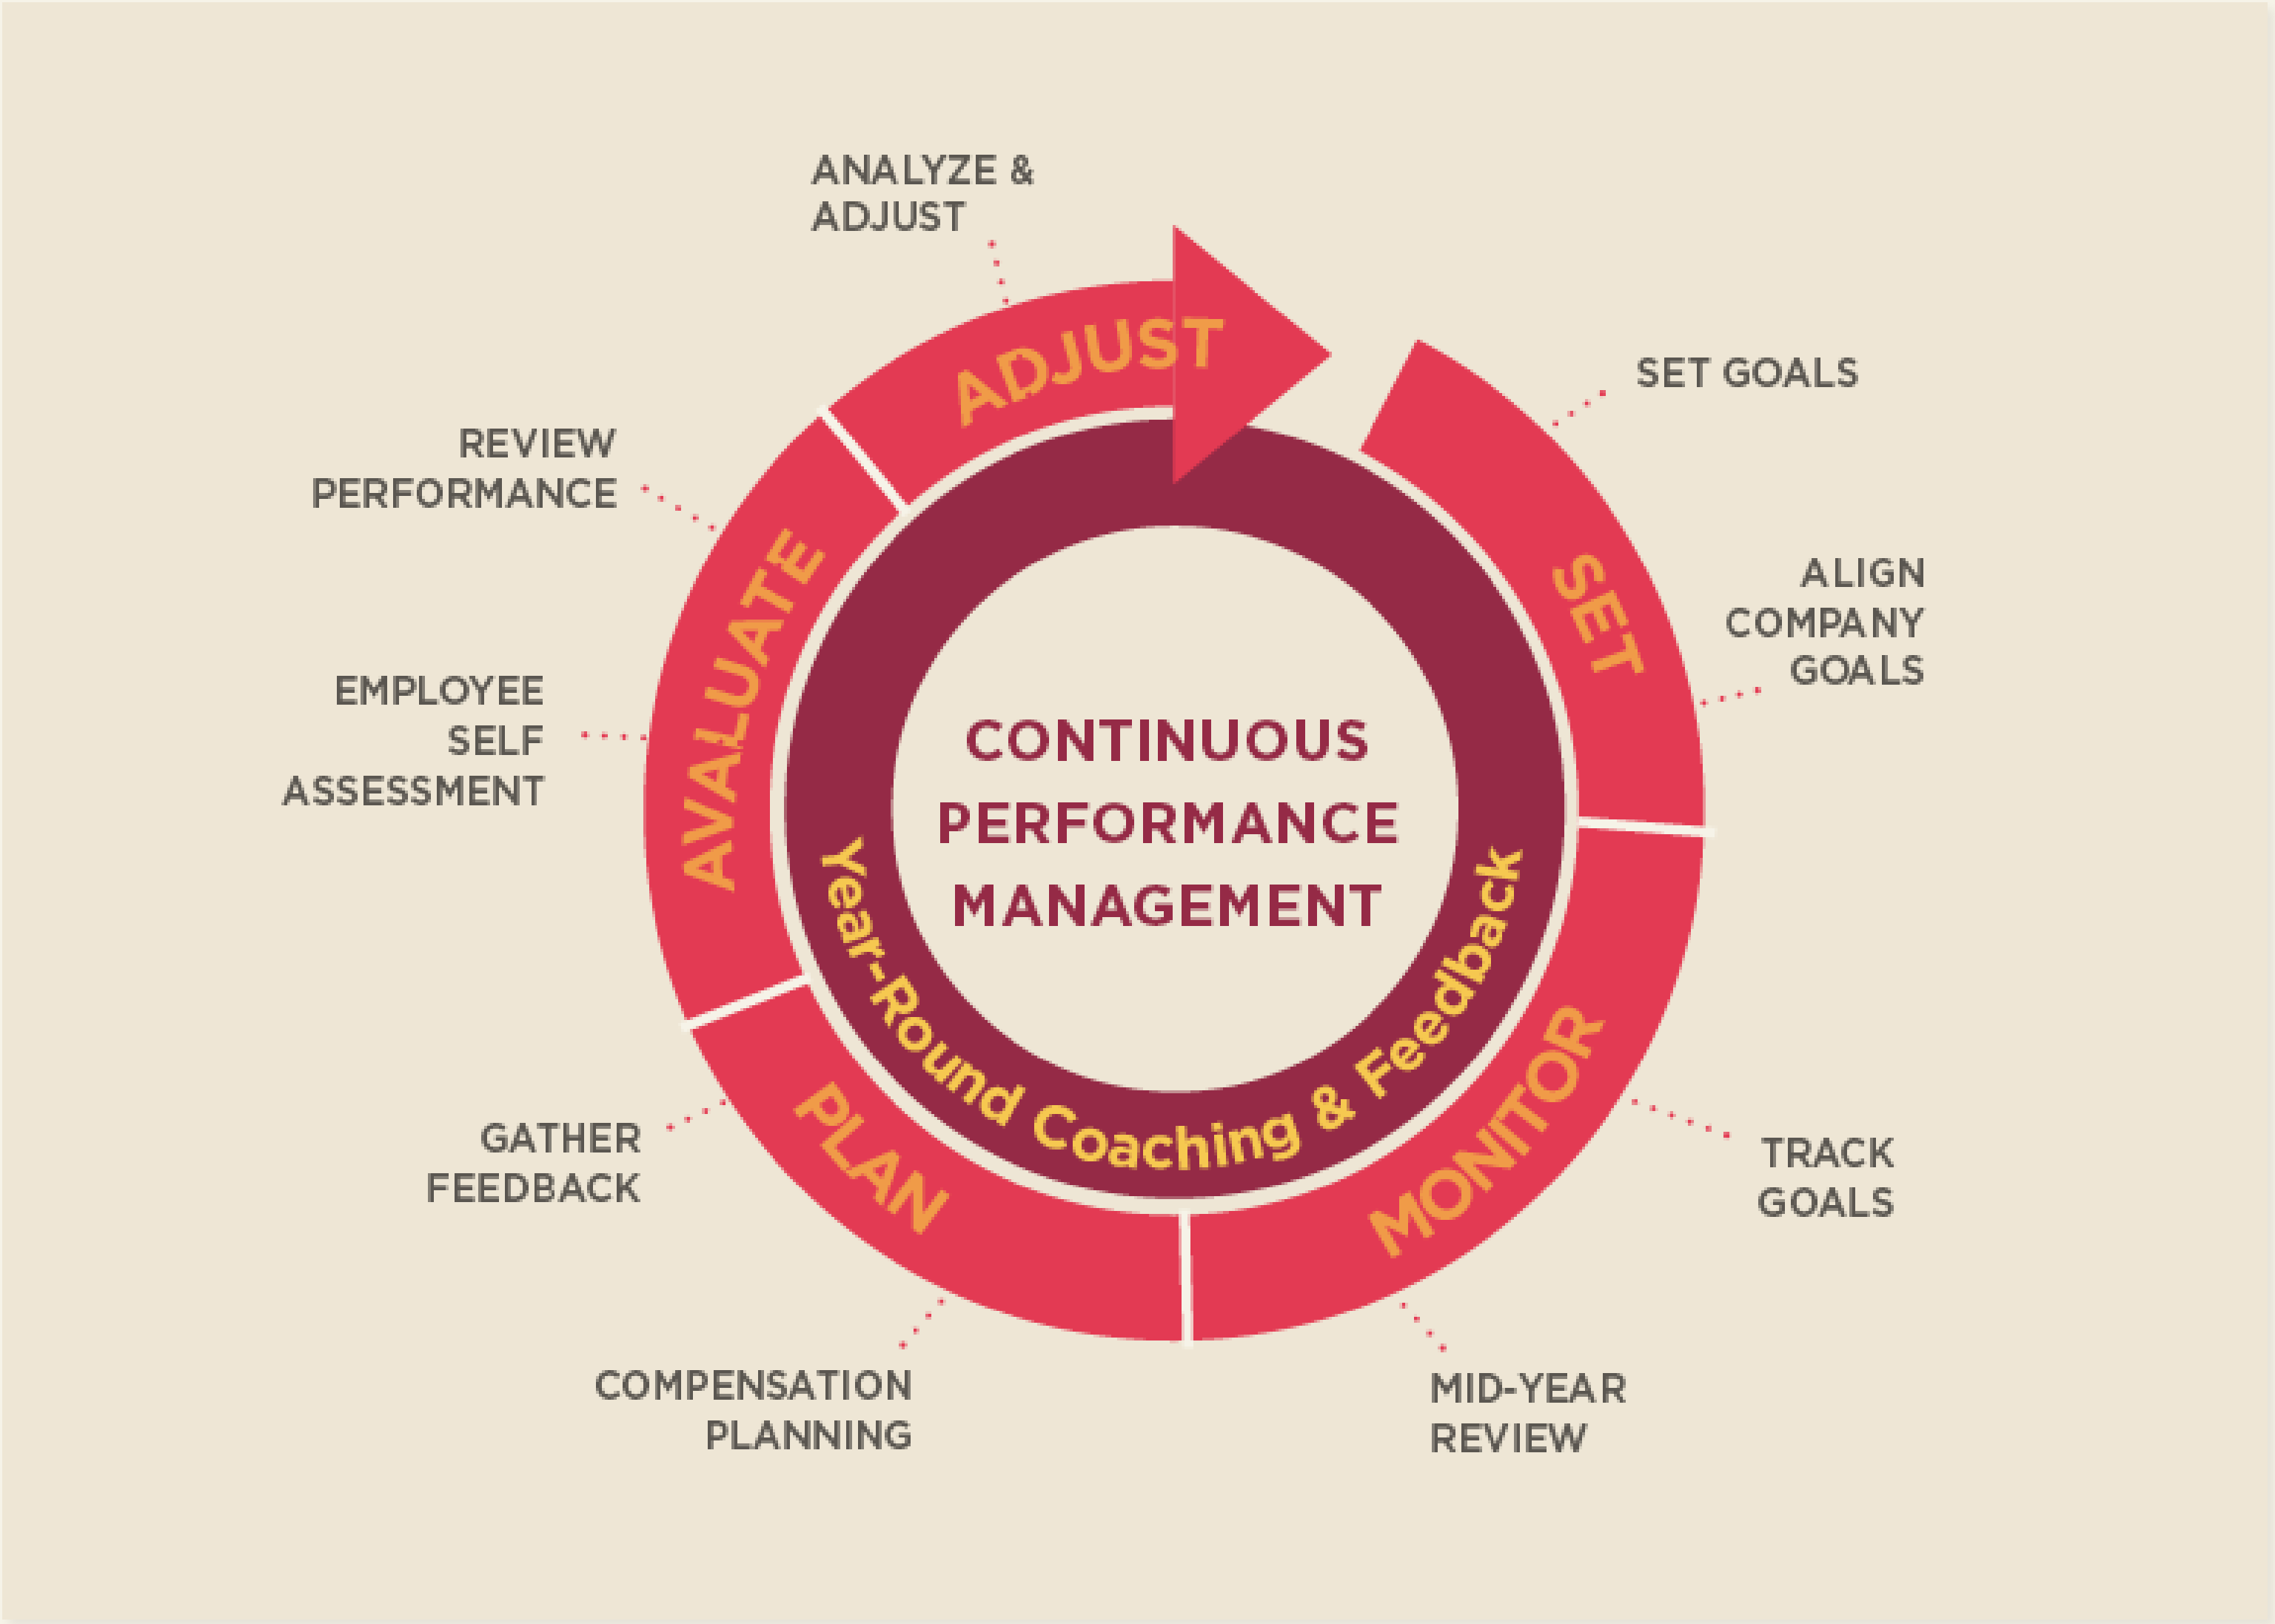 ANALYZE &
ADJUST
ADJUST
SET GOALS
SET
ALIGN
COMPANY
GOALS
MONITOR
TRACK
GOALS
MID-YEAR
REVIEW
PLAN
COMPENSATION
PLANNING
GATHER
FEEDBACK
AVALUATE
EMPLOYEE
SELF
ASSESSMENT
REVIEW
PERFORMANCE
CONTINUOUS
PERFORMANCE
MANAGEMENT
Year-Round Coaching & Feedback